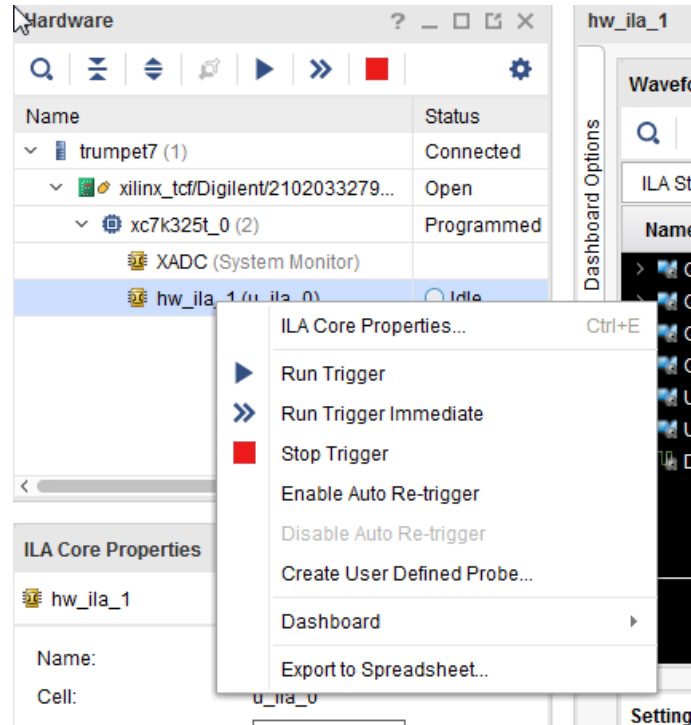 Hardware
hw_ila_1
Name Status
trumpet7 (1) Connected
xilinx_tcf/Digilent/2102033279... Open
xc7k325t_0 (2) Programmed
XADC (System Monitor)
hw_ila_1 (u_ila_0) Idle
Dashboard Options
ILA St
Name
ILA Core Properties... Ctrl+E
Run Trigger
Run Trigger Immediate
Stop Trigger
Enable Auto Re-trigger
Disable Auto Re-trigger
Create User Defined Probe...
Dashboard
Export to Spreadsheet...
ILA Core Properties
hw_ila_1
Name:
Cell: u_ila_0